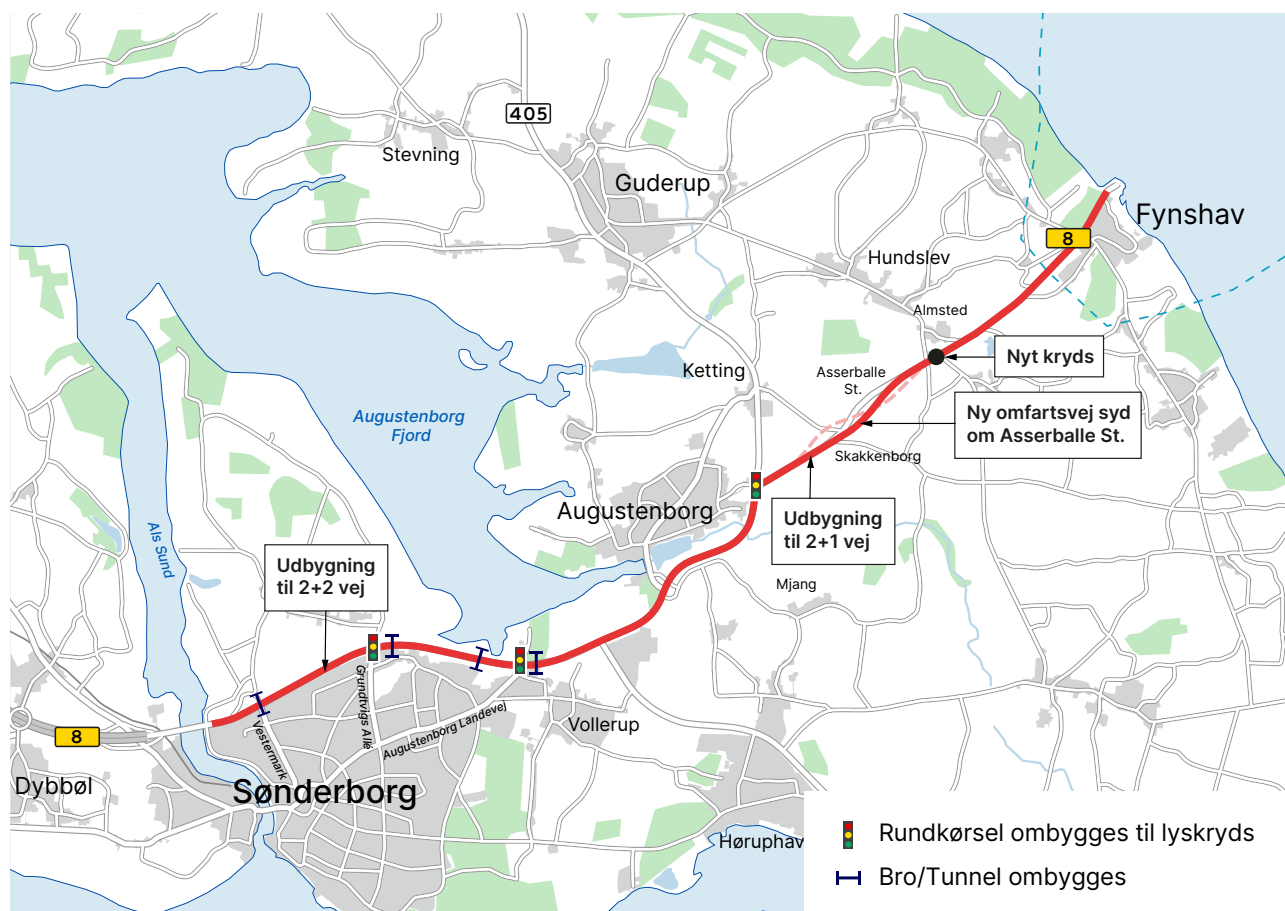 405
Stevning
Guderup
Fynshav
8
Hundslev
Almsted
Nyt kryds
Ketting
Asserballe
St.
Augustenborg
Fjord
Ny omfartsvej syd
om Asserballe St.
Skakkenborg
Augustenborg
Udbygning
til 2+1 vej
Als Sund
Udbygning
til 2+2 vej
Mjang
Grundtvigs Allé
Augustenborg Landevej
Vollerup
Vestermark
8
Dybbøl
Sønderborg
Høruphav
Rundkørsel ombygges til lyskryds
Bro/Tunnel ombygges